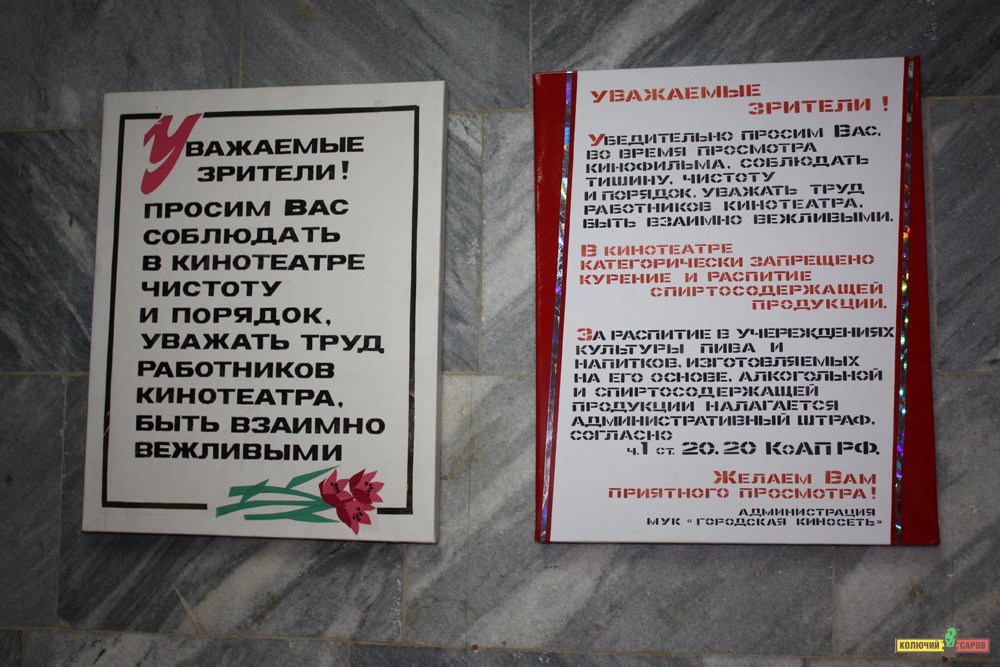 Уважаемые
зрители!
Просим Вас
соблюдать
в кинотеатре
чистоту
и порядок,
уважать труд
работников
кинотеатра,
быть взаимно
вежливыми
Уважаемые
зрители!
Убедительно просим Вас,
во время просмотра
кинофильма, соблюдать
тишину, чистоту
и порядок, уважать труд
работников кинотеатра,
быть взаимно вежливыми.
В кинотеатре
категорически запрещено
курение и распитие
спиртосодержащей
продукции.
За распитие в учереждениях
культуры пива и
напитков, изготовляемых
на его основе, алкогольной
и спиртосодержащей
продукции налагается
административный штраф,
согласно
ч.1 ст. 20.20 КоАП РФ.
Желаем Вам
приятного просмотра!
Администрация
МУК «Городская киносеть»
КОЛЮЧИЙ САРОВ